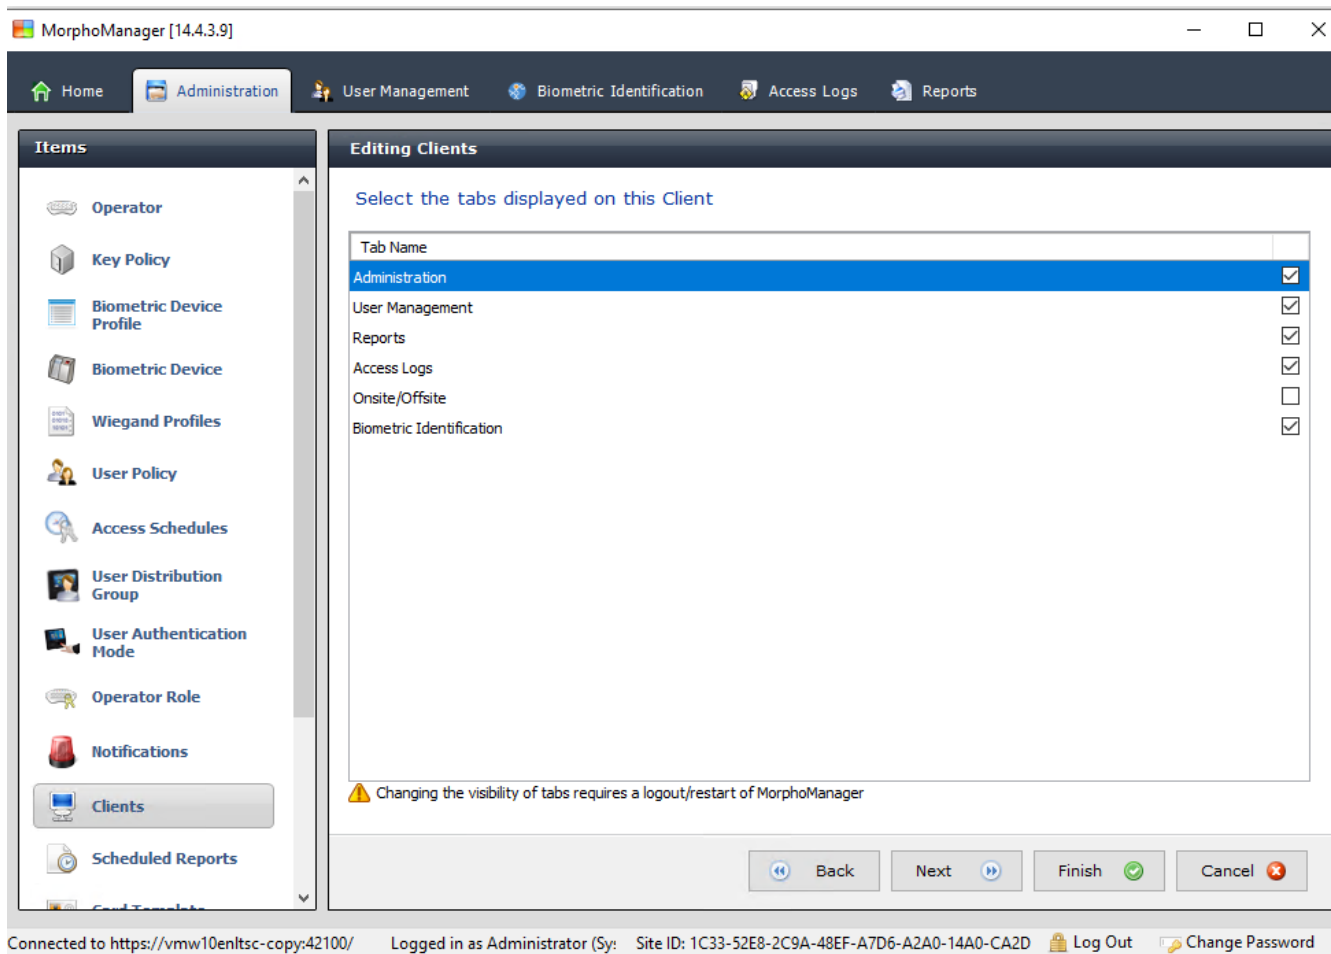 MorphoManager [14.4.3.9]
Home
Administration
User Management
Biometric Identification
Access Logs
Reports
Items
Operator
Key Policy
Biometric Device
Profile
Biometric Device
Wiegand Profiles
User Policy
Access Schedules
User Distribution
Group
User Authentication
Mode
Operator Role
Notifications
Clients
Scheduled Reports
Card Template
Editing Clients
Select the tabs displayed on this Client
Tab Name
Administration
User Management
Reports
Access Logs
Onsite/Offsite
Biometric Identification
Changing the visibility of tabs requires a logout/restart of MorphoManager
Back
Next
Finish
Cancel
Connected to https://vmw10enltsc-copy:42100/
Logged in as Administrator (Sy:
Site ID: 1C33-52E8-2C9A-48EF-A7D6-A2A0-14A0-CA2D
Log Out
Change Password